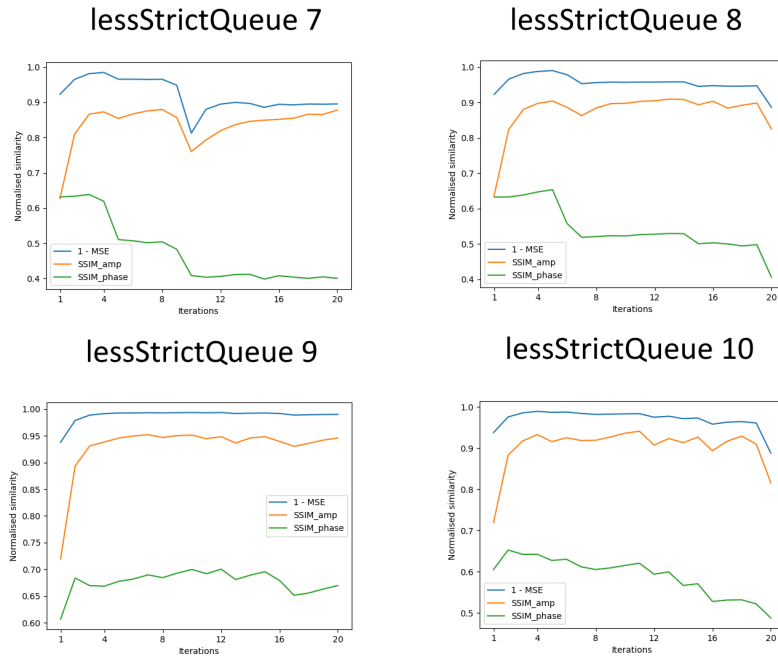 lessStrictQueue 7
1.0
0.9
0.8
0.7
0.6
0.5
0.4
Normalised similarity
1 - MSE
SSIM_amp
SSIM_phase
1 4 8 12 16 20
Iterations
lessStrictQueue 8
1.0
0.9
0.8
0.7
0.6
0.5
0.4
Normalised similarity
1 - MSE
SSIM_amp
SSIM_phase
1 4 8 12 16 20
Iterations
lessStrictQueue 9
1.00
0.95
0.90
0.85
0.80
0.75
0.70
0.65
0.60
Normalised similarity
1 - MSE
SSIM_amp
SSIM_phase
1 4 8 12 16 20
Iterations
lessStrictQueue 10
1.0
0.9
0.8
0.7
0.6
0.5
Normalised similarity
1 - MSE
SSIM_amp
SSIM_phase
1 4 8 12 16 20
Iterations